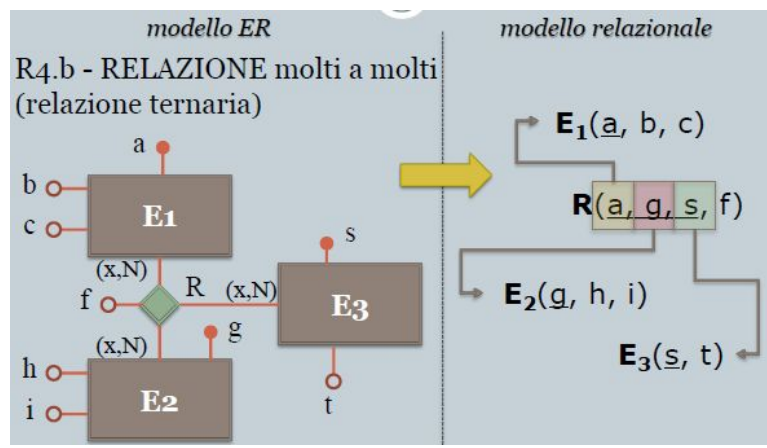 modello ER
modello relazionale
R4.b - RELAZIONE molti a molti
(relazione ternaria)
a
b
c
E1
(x,N)
f
R
(x,N)
s
E3
t
(x,N)
g
h
i
E2
E1(a, b, c)
R(a, g, s, f)
E2(g, h, i)
E3(s, t)